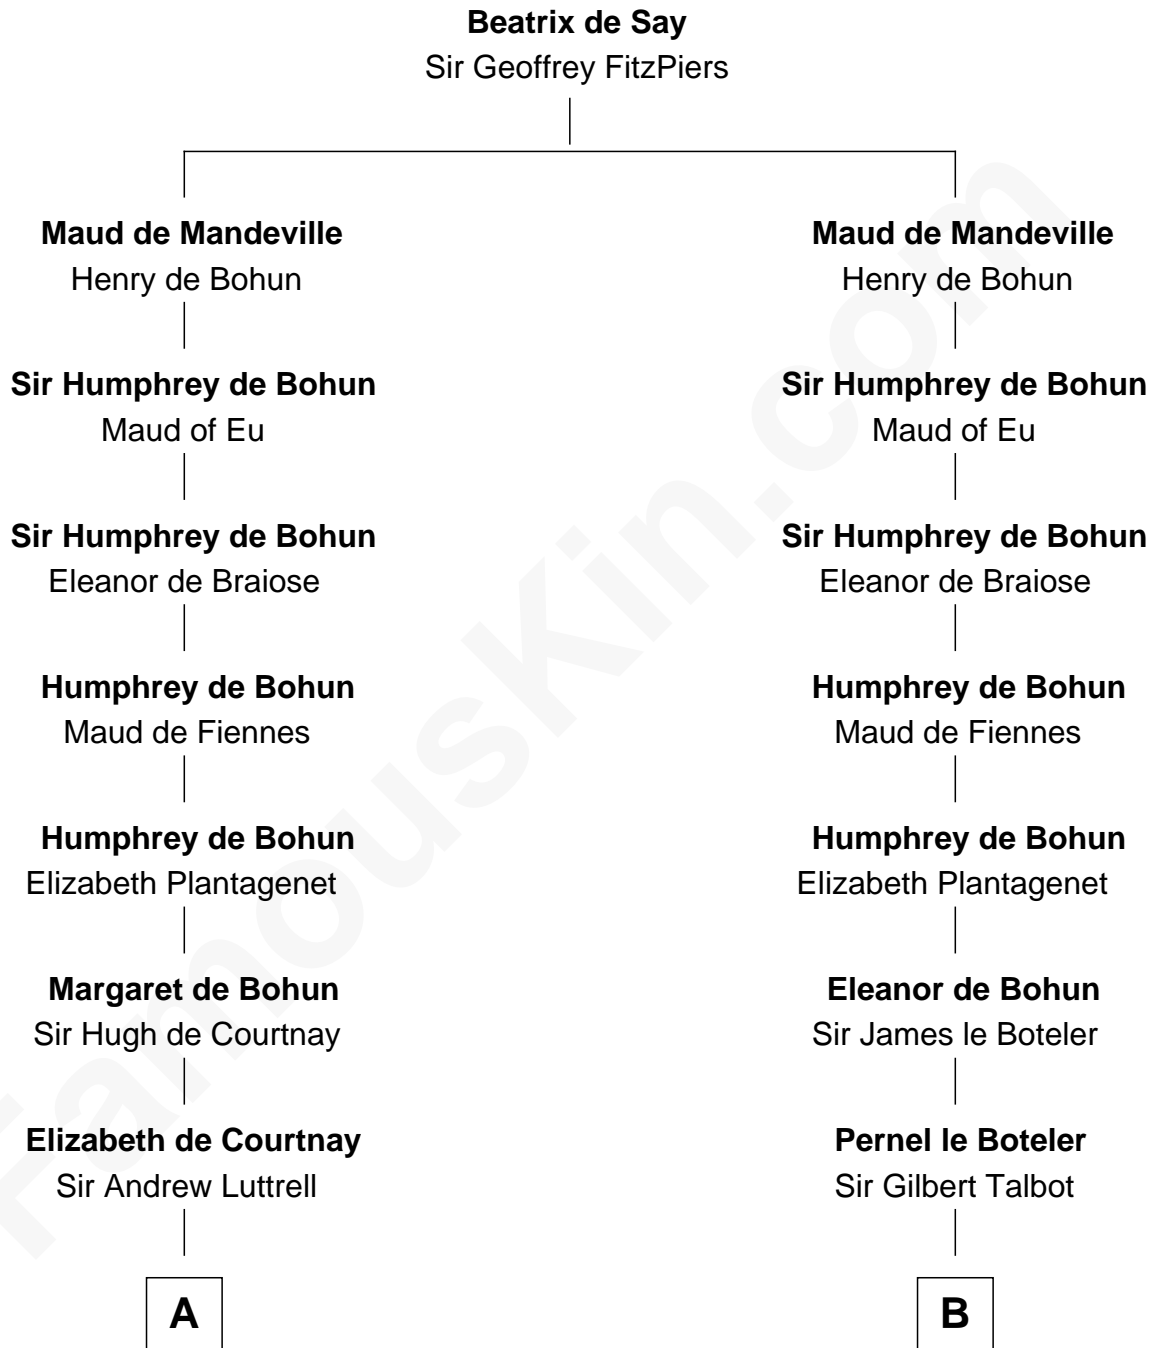 Beatrix de Say
Sir Geoffrey FitzPiers
Maud de Mandeville
Henry de Bohun
Sir Humphrey de Bohun
Maud of Eu
Sir Humphrey de Bohun
Eleanor de Braiose
Humphrey de Bohun
Maud de Fiennes
Humphrey de Bohun
Elizabeth Plantagenet
Margaret de Bohun
Sir Hugh de Courtnay
Elizabeth de Courtnay
Sir Andrew Luttrell
A
Maud de Mandeville
Henry de Bohun
Sir Humphrey de Bohun
Maud of Eu
Sir Humphrey de Bohun
Eleanor de Braiose
Humphrey de Bohun
Maud de Fiennes
Humphrey de Bohun
Elizabeth Plantagenet
Eleanor de Bohun
Sir James le Boteler
Pernel le Boteler
Sir Gilbert Talbot
B
FamousKin.com